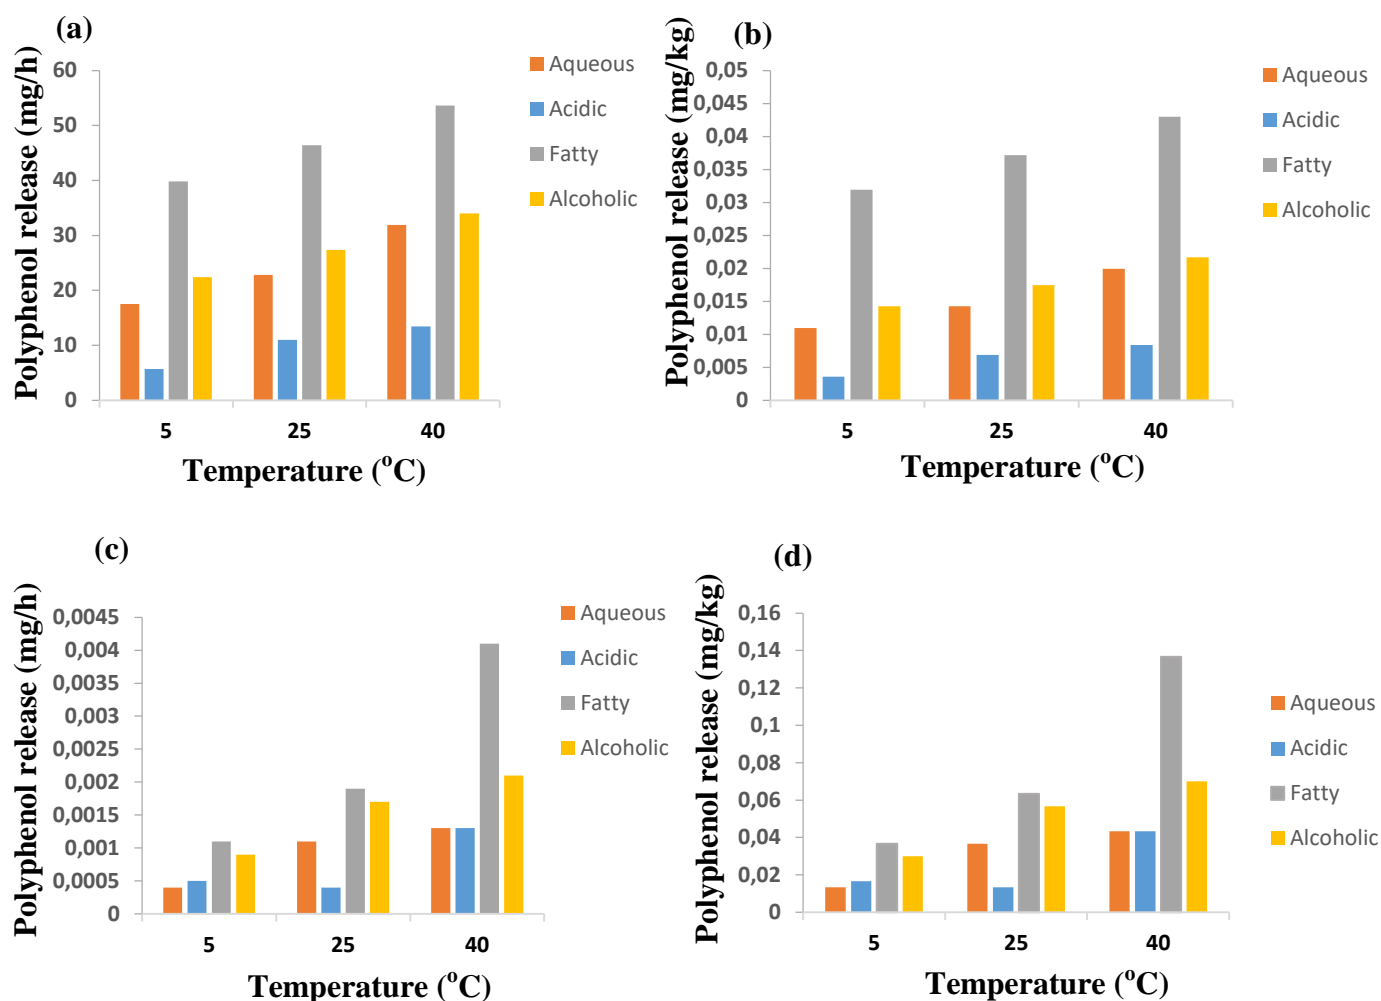 (a)
Polyphenol release (mg/h)
60
50
40
30
20
10
0
5
25
40
Temperature (°C)
Aqueous
Acidic
Fatty
Alcoholic
(b)
Polyphenol release (mg/kg)
0,05
0,045
0,04
0,035
0,03
0,025
0,02
0,015
0,01
0,005
0
5
25
40
Temperature (°C)
Aqueous
Acidic
Fatty
Alcoholic
(c)
Polyphenol release (mg/h)
0,0045
0,004
0,0035
0,003
0,0025
0,002
0,0015
0,001
0,0005
0
5
25
40
Temperature (°C)
Aqueous
Acidic
Fatty
Alcoholic
(d)
Polyphenol release (mg/kg)
0,16
0,14
0,12
0,1
0,08
0,06
0,04
0,02
0
5
25
40
Temperature (°C)
Aqueous
Acidic
Fatty
Alcoholic